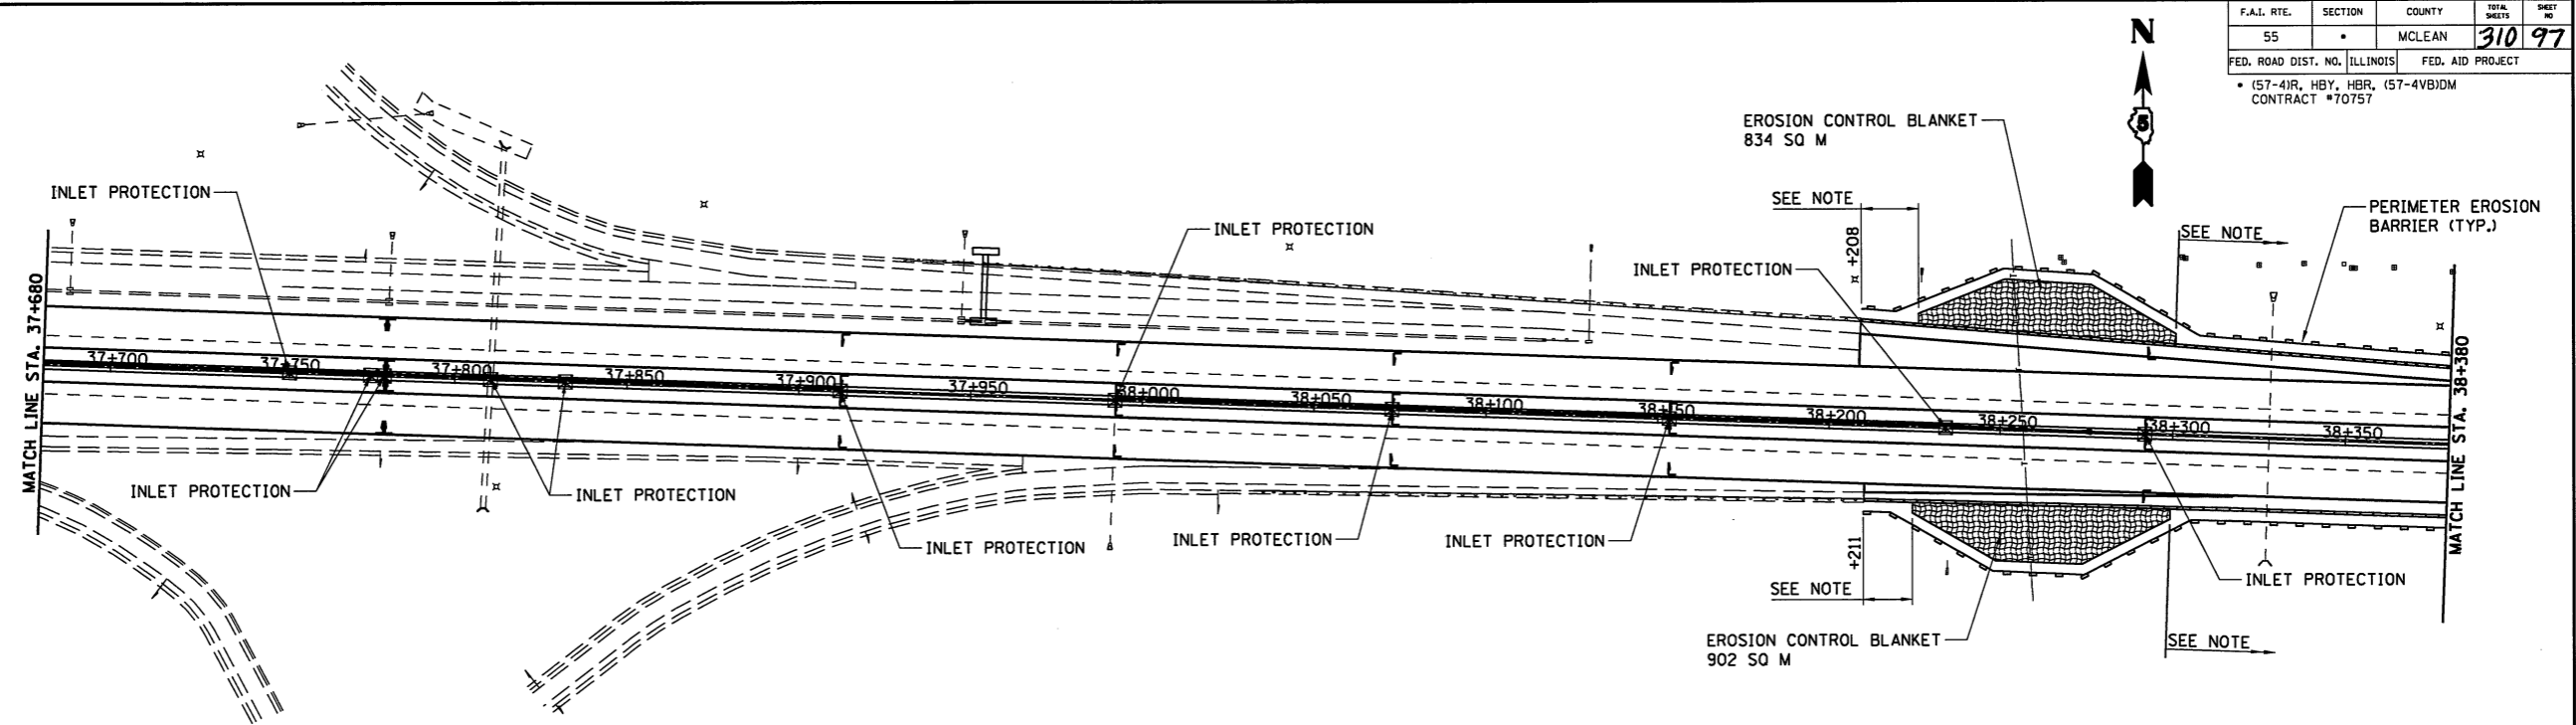 F.A.I. RTE. SECTION COUNTY TOTAL SHEETS SHEET NO
55 • MCLEAN 310 97
FED. ROAD DIST. NO. ILLINOIS FED. AID PROJECT
• (57-4)R, HBY, HBR, (57-4VB)DM
CONTRACT #70757
N
5
EROSION CONTROL BLANKET
834 SQ M
INLET PROTECTION
SEE NOTE
PERIMETER EROSION
BARRIER (TYP.)
INLET PROTECTION
SEE NOTE
+208
INLET PROTECTION
MATCH LINE STA. 37+680
37+700
37+750
37+800
37+850
37+900
37+950
38+000
38+050
38+100
38+150
38+200
38+250
38+300
38+350
MATCH LINE STA. 38+380
INLET PROTECTION
INLET PROTECTION
INLET PROTECTION
INLET PROTECTION
INLET PROTECTION
+211
INLET PROTECTION
SEE NOTE
EROSION CONTROL BLANKET
902 SQ M
SEE NOTE